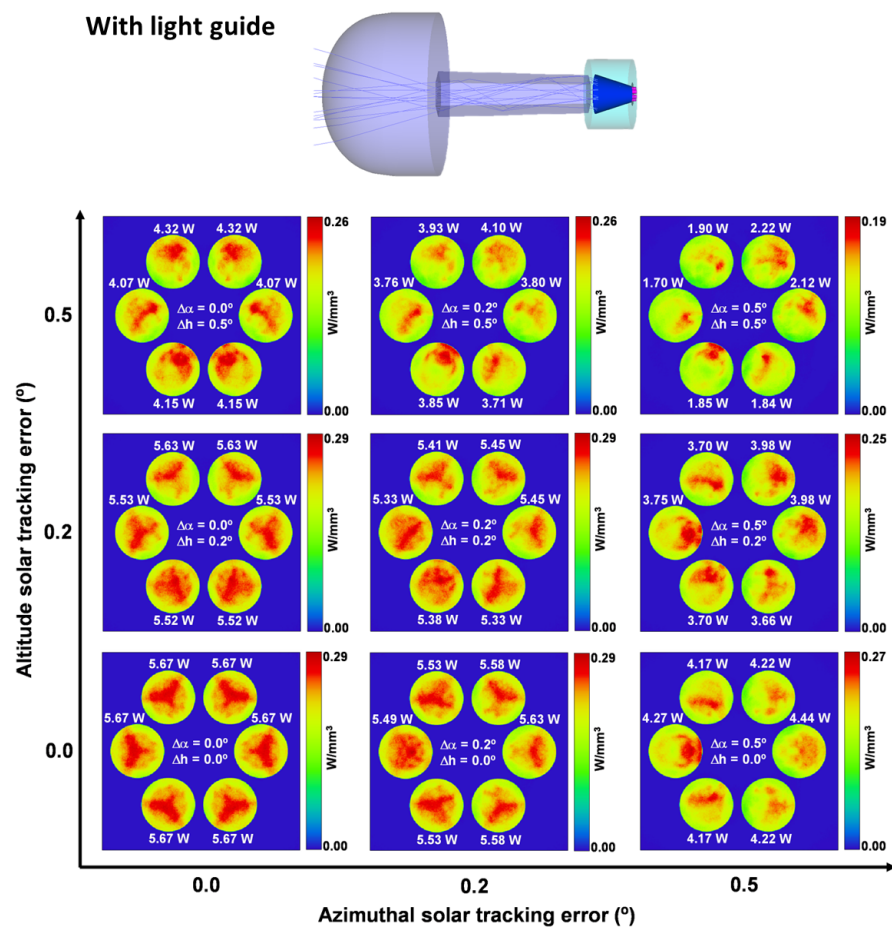 With light guide
4.32 W 4.32 W
4.07 W 4.07 W
Δα = 0.0º
Δh = 0.5º
4.15 W 4.15 W
0.26
W/mm³
0.00
3.93 W 4.10 W
3.76 W 3.80 W
Δα = 0.2º
Δh = 0.5º
3.85 W 3.71 W
0.26
W/mm³
0.00
1.90 W 2.22 W
1.70 W 2.12 W
Δα = 0.5º
Δh = 0.5º
1.85 W 1.84 W
0.19
W/mm³
0.00
5.63 W 5.63 W
5.53 W 5.53 W
Δα = 0.0º
Δh = 0.2º
5.52 W 5.52 W
0.29
W/mm³
0.00
5.41 W 5.45 W
5.33 W 5.45 W
Δα = 0.2º
Δh = 0.2º
5.38 W 5.33 W
0.29
W/mm³
0.00
3.70 W 3.98 W
3.75 W 3.98 W
Δα = 0.5º
Δh = 0.2º
3.70 W 3.66 W
0.25
W/mm³
0.00
5.67 W 5.67 W
5.67 W 5.67 W
Δα = 0.0º
Δh = 0.0º
5.67 W 5.67 W
0.29
W/mm³
0.00
5.53 W 5.58 W
5.49 W 5.63 W
Δα = 0.2º
Δh = 0.0º
5.53 W 5.58 W
0.29
W/mm³
0.00
4.17 W 4.22 W
4.27 W 4.44 W
Δα = 0.5º
Δh = 0.0º
4.17 W 4.22 W
0.27
W/mm³
0.00
Altitude solar tracking error (º)
0.5
0.2
0.0
0.0 0.2 0.5
Azimuthal solar tracking error (º)